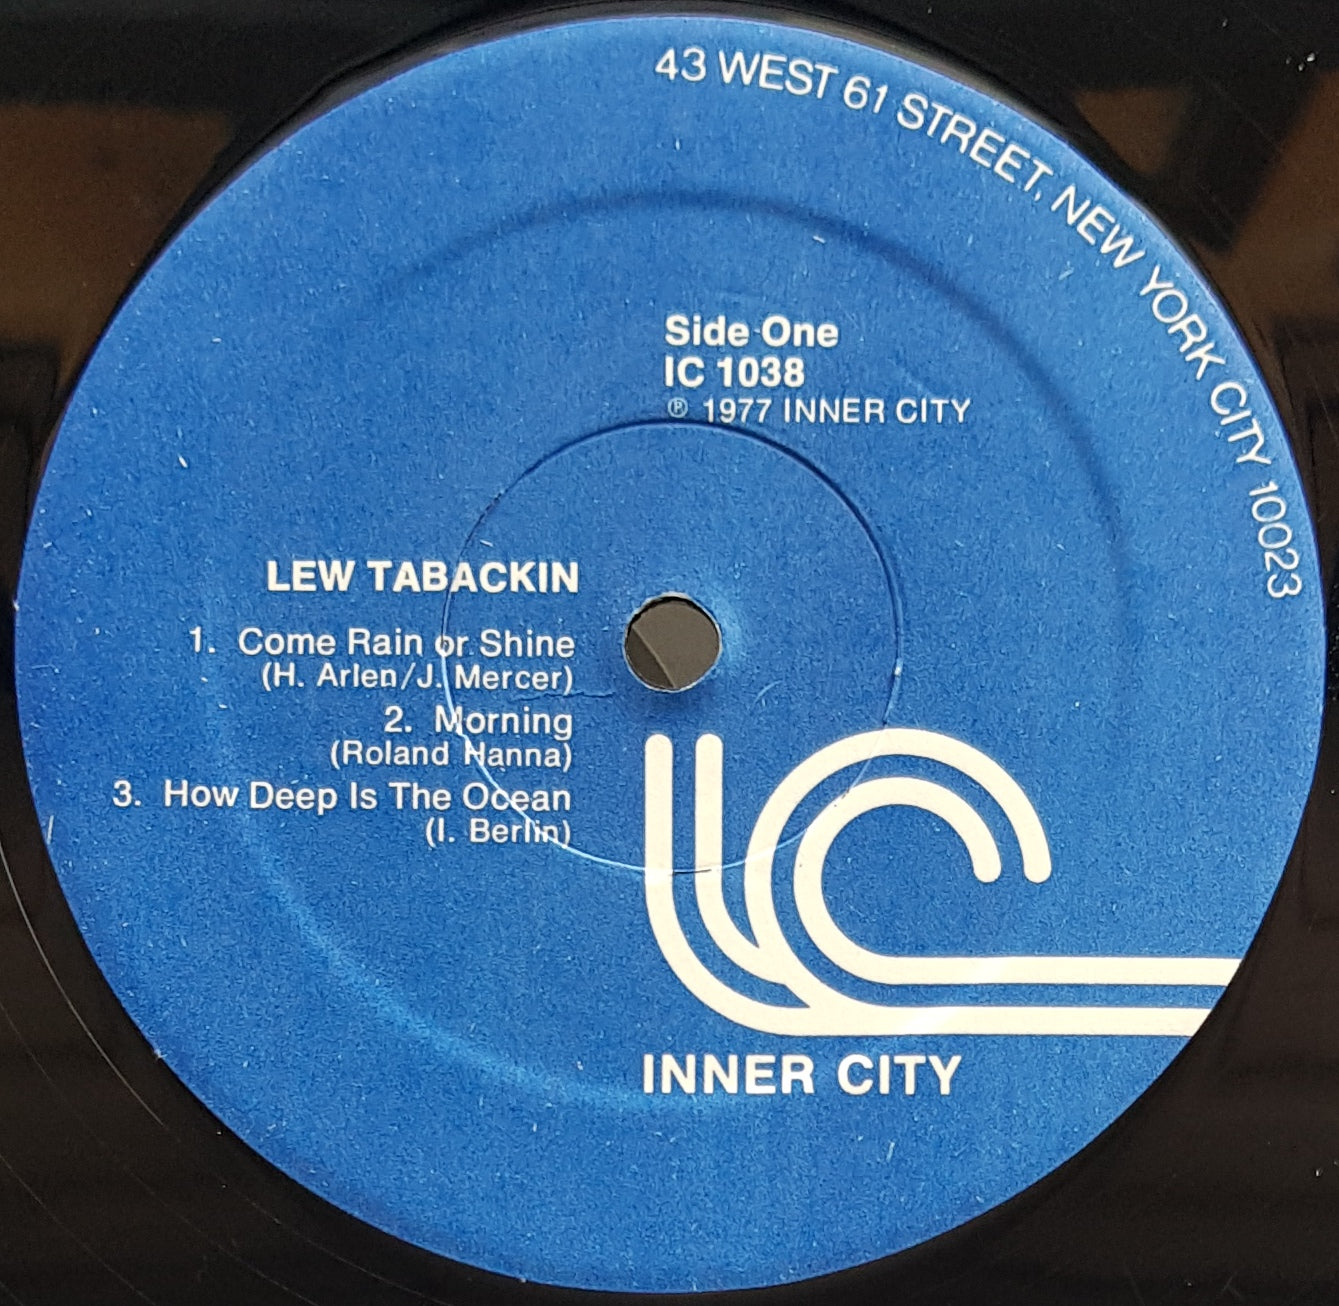 43 WEST 61 STREET, NEW YORK CITY 10023
Side One
IC 1038
℗ 1977 INNER CITY
LEW TABACKIN
1. Come Rain or Shine
(H. Arlen/J. Mercer)
2. Morning
(Roland Hanna)
3. How Deep Is The Ocean
(I. Berlin)
IC
INNER CITY